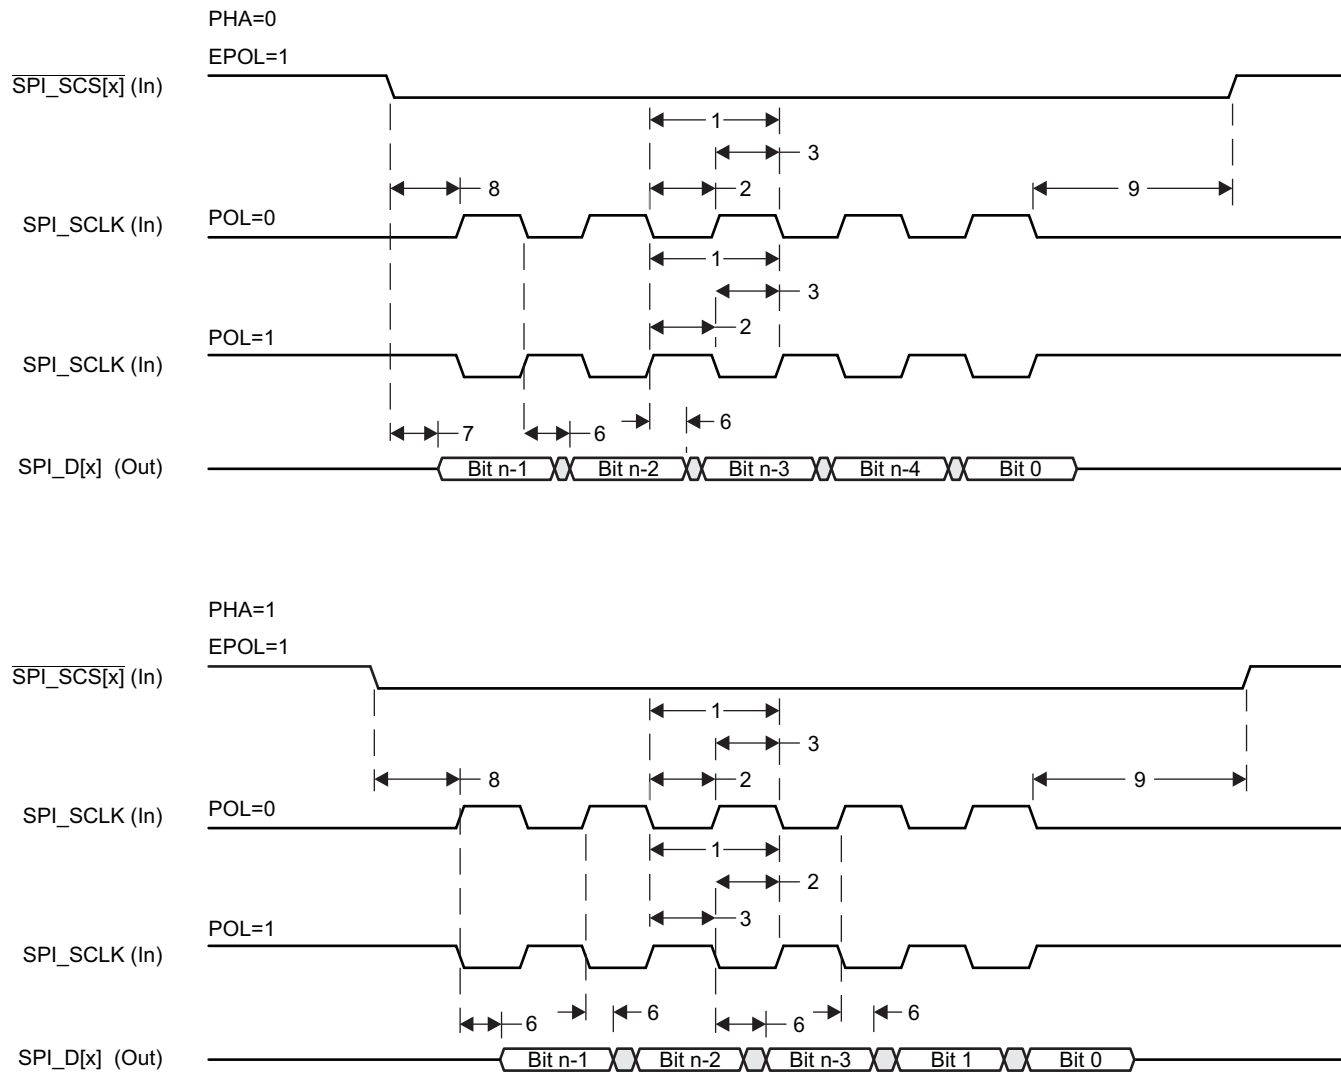 PHA=0
EPOL=1
SPI_SCS[x] (In)
1
3
8
2
9
SPI_SCLK (In)
POL=0
1
3
2
POL=1
SPI_SCLK (In)
7
6
6
SPI_D[x] (Out)
Bit n-1
Bit n-2
Bit n-3
Bit n-4
Bit 0
PHA=1
EPOL=1
SPI_SCS[x] (In)
1
3
8
2
9
SPI_SCLK (In)
POL=0
1
2
3
POL=1
SPI_SCLK (In)
6
6
6
6
SPI_D[x] (Out)
Bit n-1
Bit n-2
Bit n-3
Bit 1
Bit 0